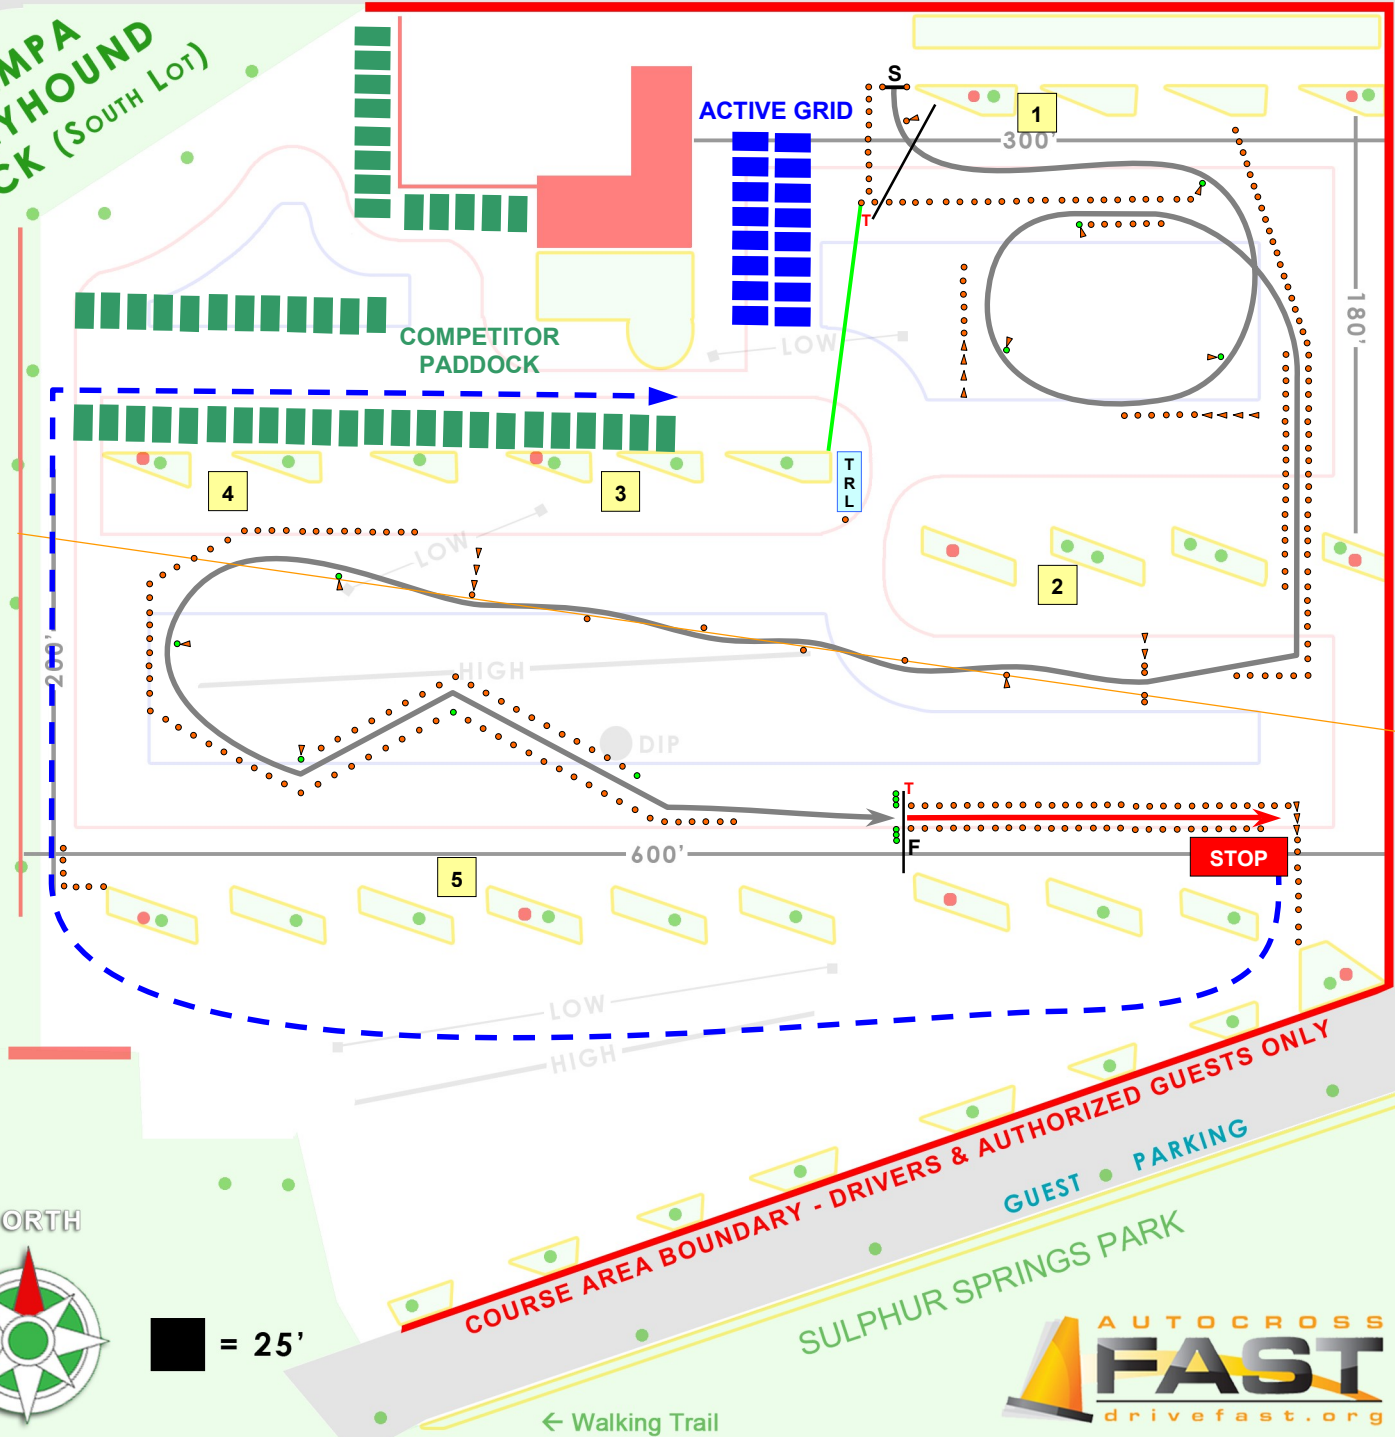 MPA
YHOUND
CK (SOUTH LOT)
S
ACTIVE GRID
1
300'
T
180'
COMPETITOR
PADDOCK
LOW
4
3
T
R
L
LOW
2
200'
HIGH
DIP
T
F
STOP
600'
5
LOW
HIGH
COURSE AREA BOUNDARY - DRIVERS & AUTHORIZED GUESTS ONLY
GUEST PARKING
SULPHUR SPRINGS PARK
ORTH
= 25'
← Walking Trail
AUTOCROSS
FAST
drivefast.org